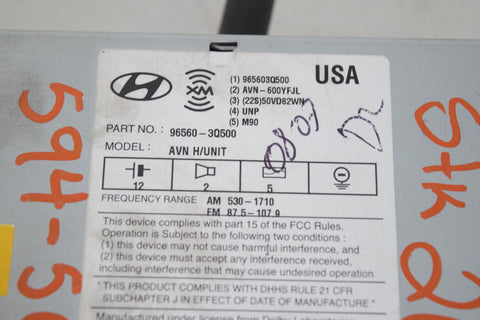 XM
(1) 965603Q500
(2) AVN-600YFJL
(3) (22S)50VD82WN
(4) UNP
(5) M90
USA
PART NO. : 96560-3Q500
MODEL : AVN H/UNIT
12 2 5
FREQUENCY RANGE AM 530-1710
FM 87.5-107.9
This device complies with part 15 of the FCC Rules.
Operation is Subject to the following two conditions :
(1) this device may not cause harmful interference, and
(2) this device must accept any interference received,
including interference that may cause undesired operation
"THIS PRODUCT COMPLIES WITH DHHS RULE 21 CFR
SUBCHAPTER J IN EFFECT OF DATE OF MANUFACTURE."
594-5
Stk